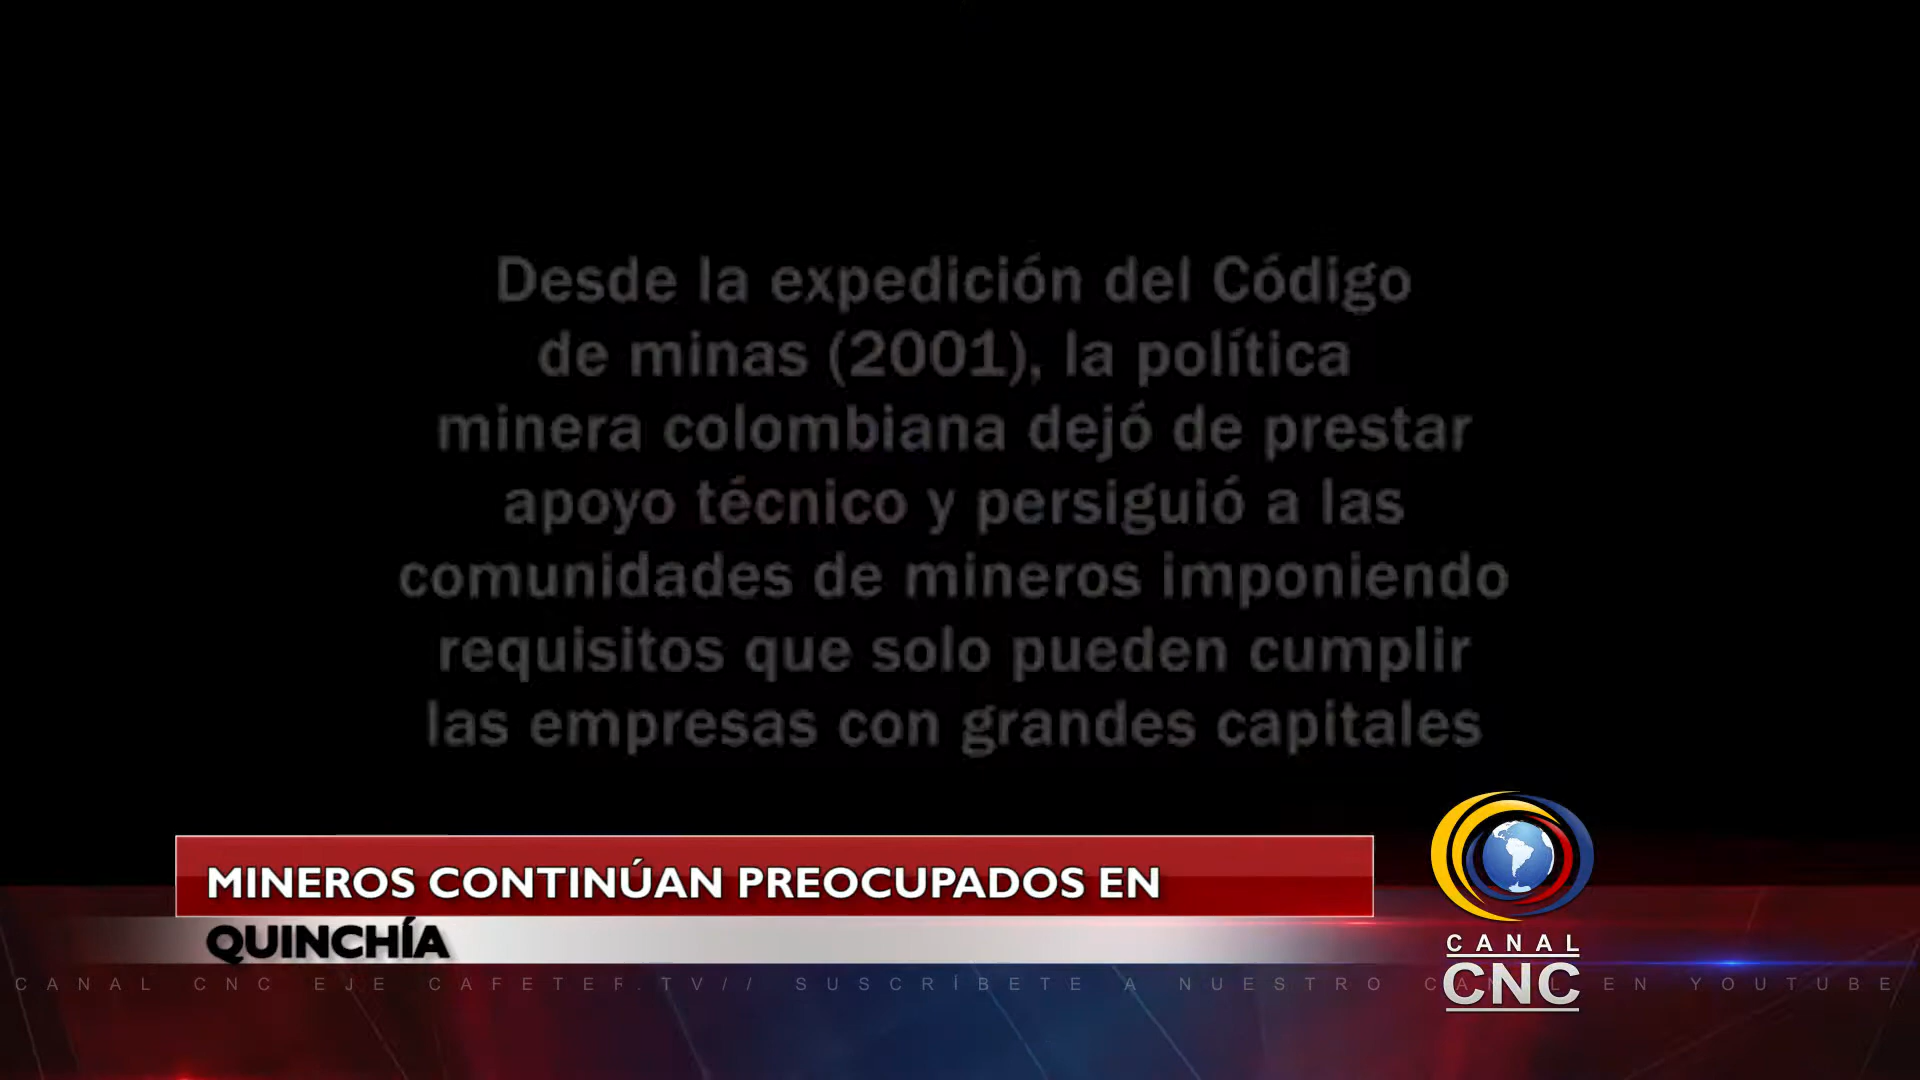 Desde la expedición del Código
de minas (2001), la política
minera colombiana dejó de prestar
apoyo técnico y persiguió a las
comunidades de mineros imponiendo
requisitos que solo pueden cumplir
las empresas con grandes capitales
MINEROS CONTINÚAN PREOCUPADOS EN
QUINCHÍA
CANAL
CNC
CANAL CNC EJE CAFETEF.TV// SUSCRÍBETE A NUESTRO CANAL EN YOUTUBE